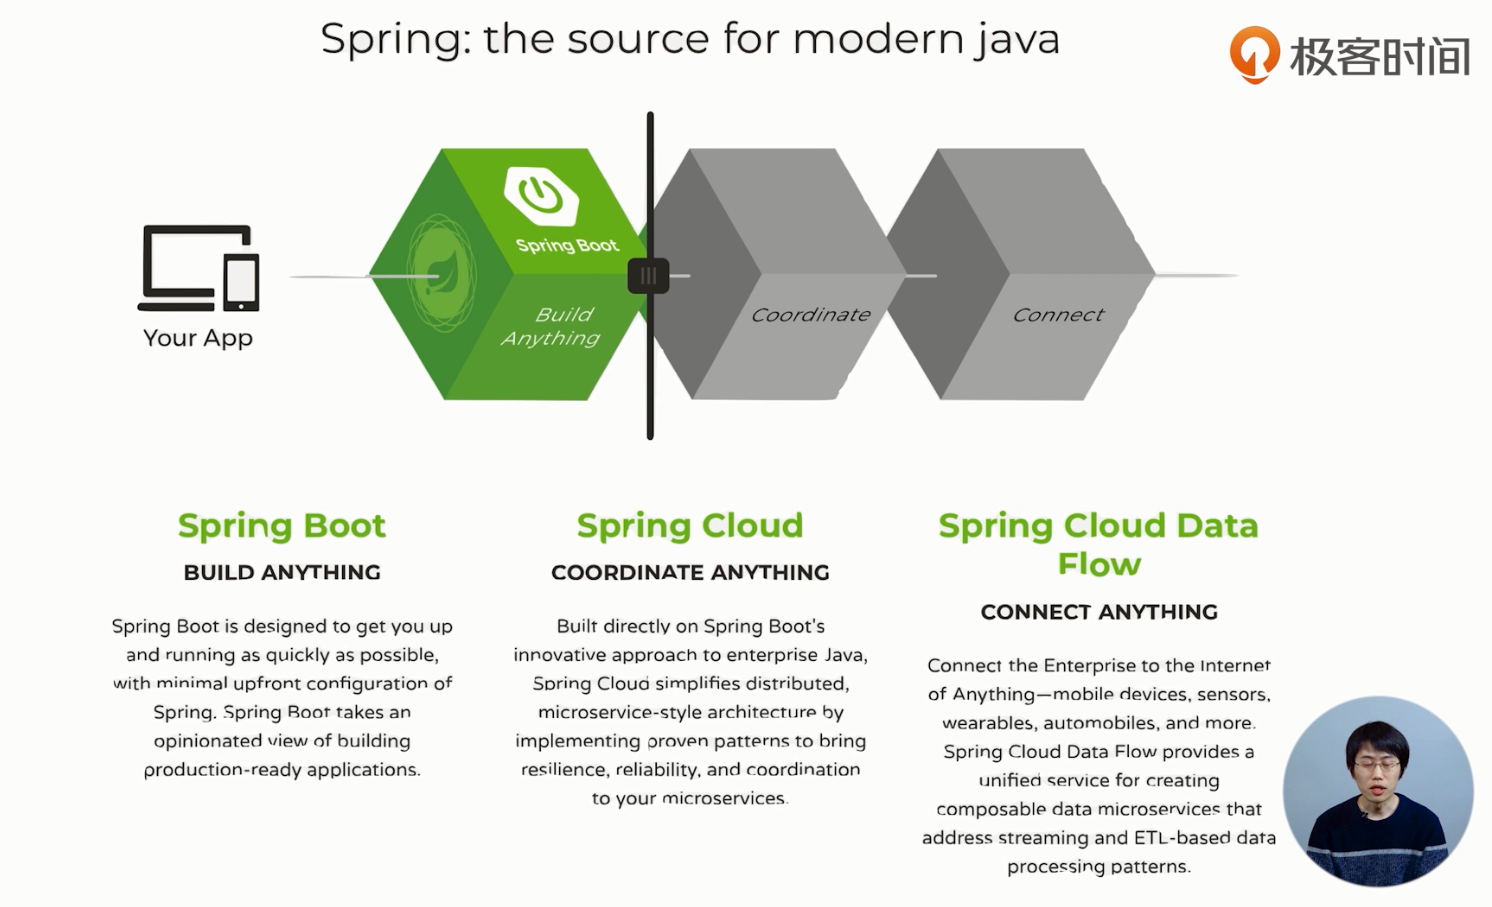 Spring: the source for modern java
极客时间
Spring Boot
Build
Anything
Coordinate
Connect
Your App
Spring Boot
BUILD ANYTHING
Spring Boot is designed to get you up
and running as quickly as possible,
with minimal upfront configuration of
Spring. Spring Boot takes an
opinionated view of building
production-ready applications.
Spring Cloud
COORDINATE ANYTHING
Built directly on Spring Boot's
innovative approach to enterprise Java,
Spring Cloud simplifies distributed,
microservice-style architecture by
implementing proven patterns to bring
resilience, reliability, and coordination
to your microservices.
Spring Cloud Data
Flow
CONNECT ANYTHING
Connect the Enterprise to the Internet
of Anything—mobile devices, sensors,
wearables, automobiles, and more.
Spring Cloud Data Flow provides a
unified service for creating
composable data microservices that
address streaming and ETL-based data
processing patterns.